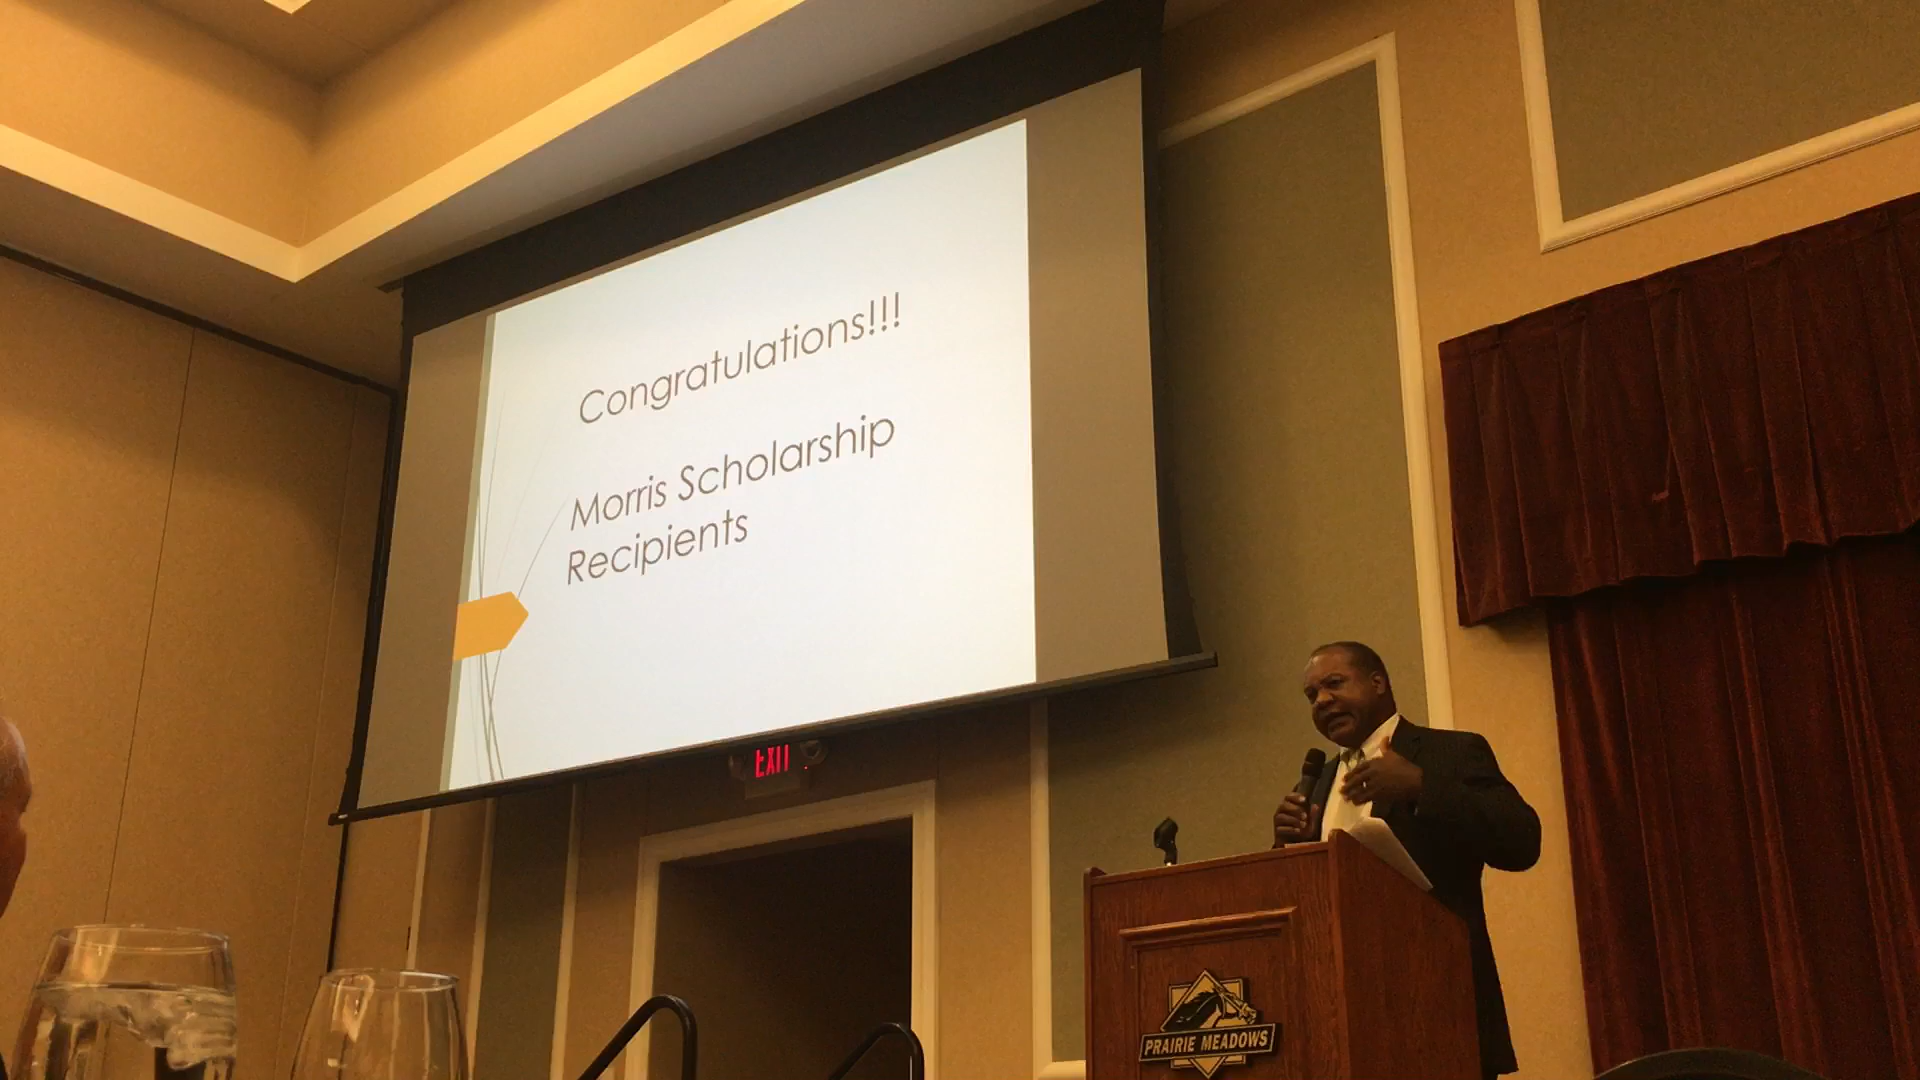 Congratulations!!!
Morris Scholarship
Recipients
EXIT
PRAIRIE MEADOWS